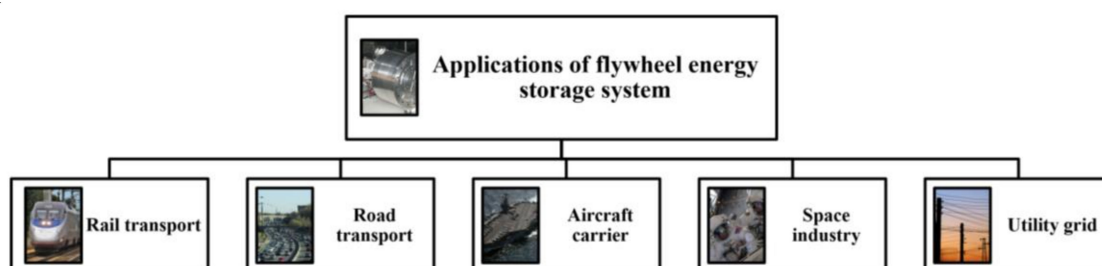 Applications of flywheel energy
storage system
Rail transport
Road
transport
Aircraft
carrier
Space
industry
Utility grid